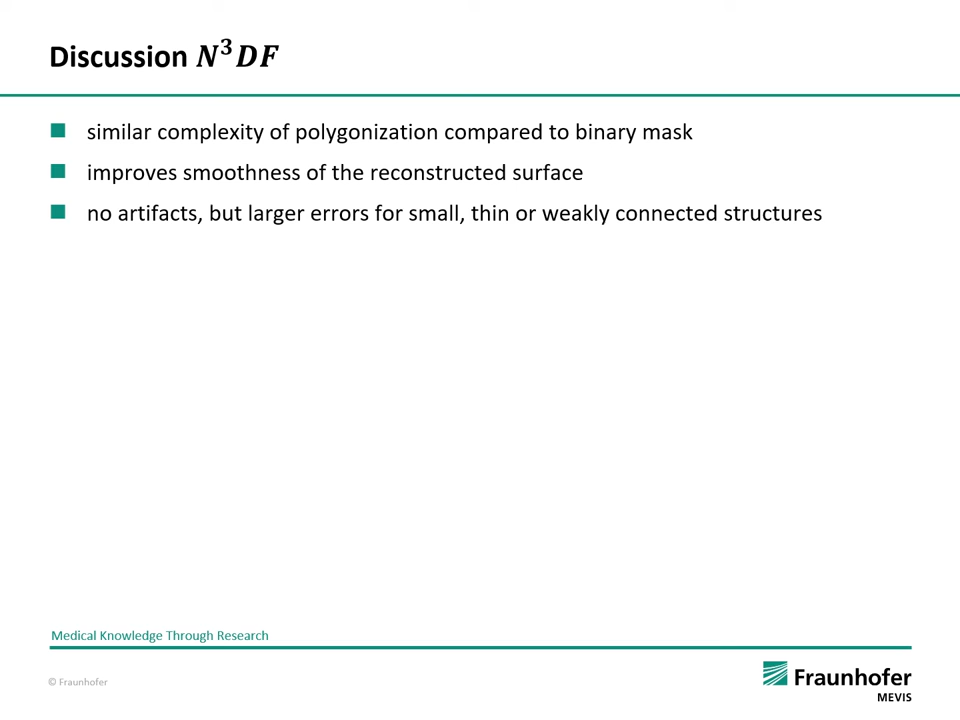 Discussion N³DF
similar complexity of polygonization compared to binary mask
improves smoothness of the reconstructed surface
no artifacts, but larger errors for small, thin or weakly connected structures
Medical Knowledge Through Research
© Fraunhofer
Fraunhofer
MEVIS